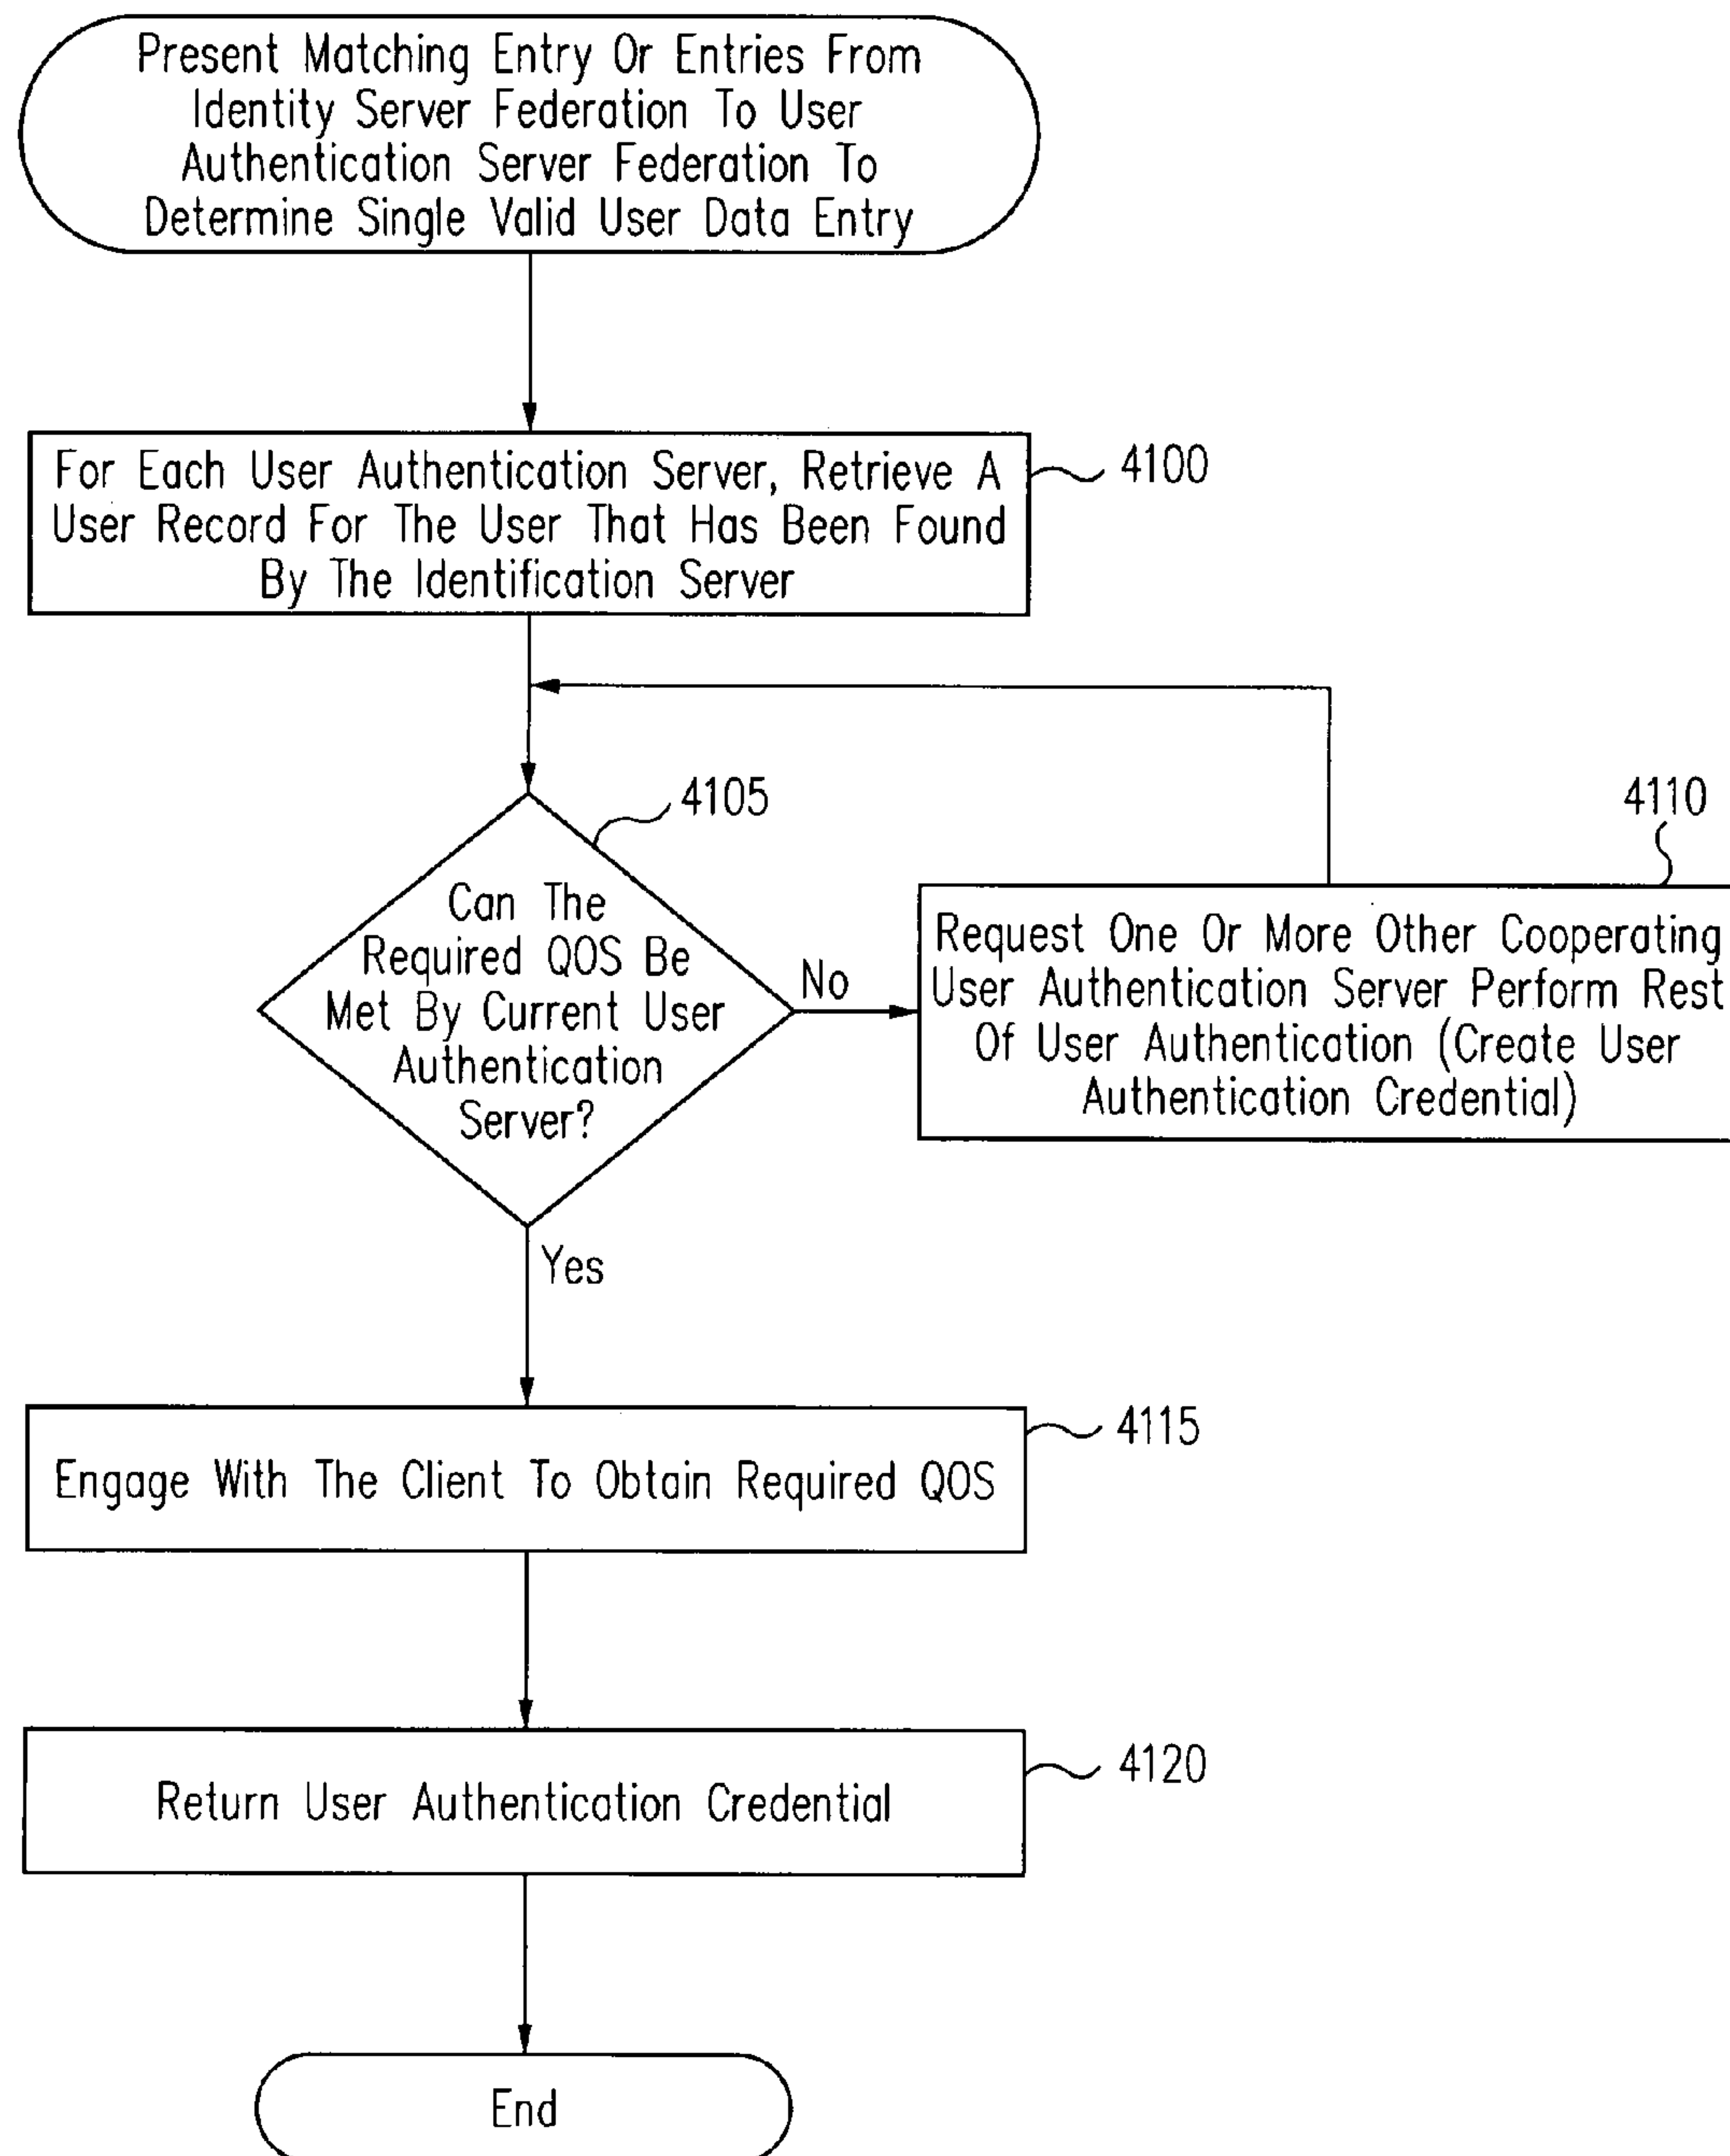 Present Matching Entry Or Entries From
Identity Server Federation To User
Authentication Server Federation To
Determine Single Valid User Data Entry
For Each User Authentication Server, Retrieve A
User Record For The User That Has Been Found
By The Identification Server
4100
4105
Can The
Required QOS Be
Met By Current User
Authentication
Server?
No
4110
Request One Or More Other Cooperating
User Authentication Server Perform Rest
Of User Authentication (Create User
Authentication Credential)
Yes
Engage With The Client To Obtain Required QOS
4115
Return User Authentication Credential
4120
End